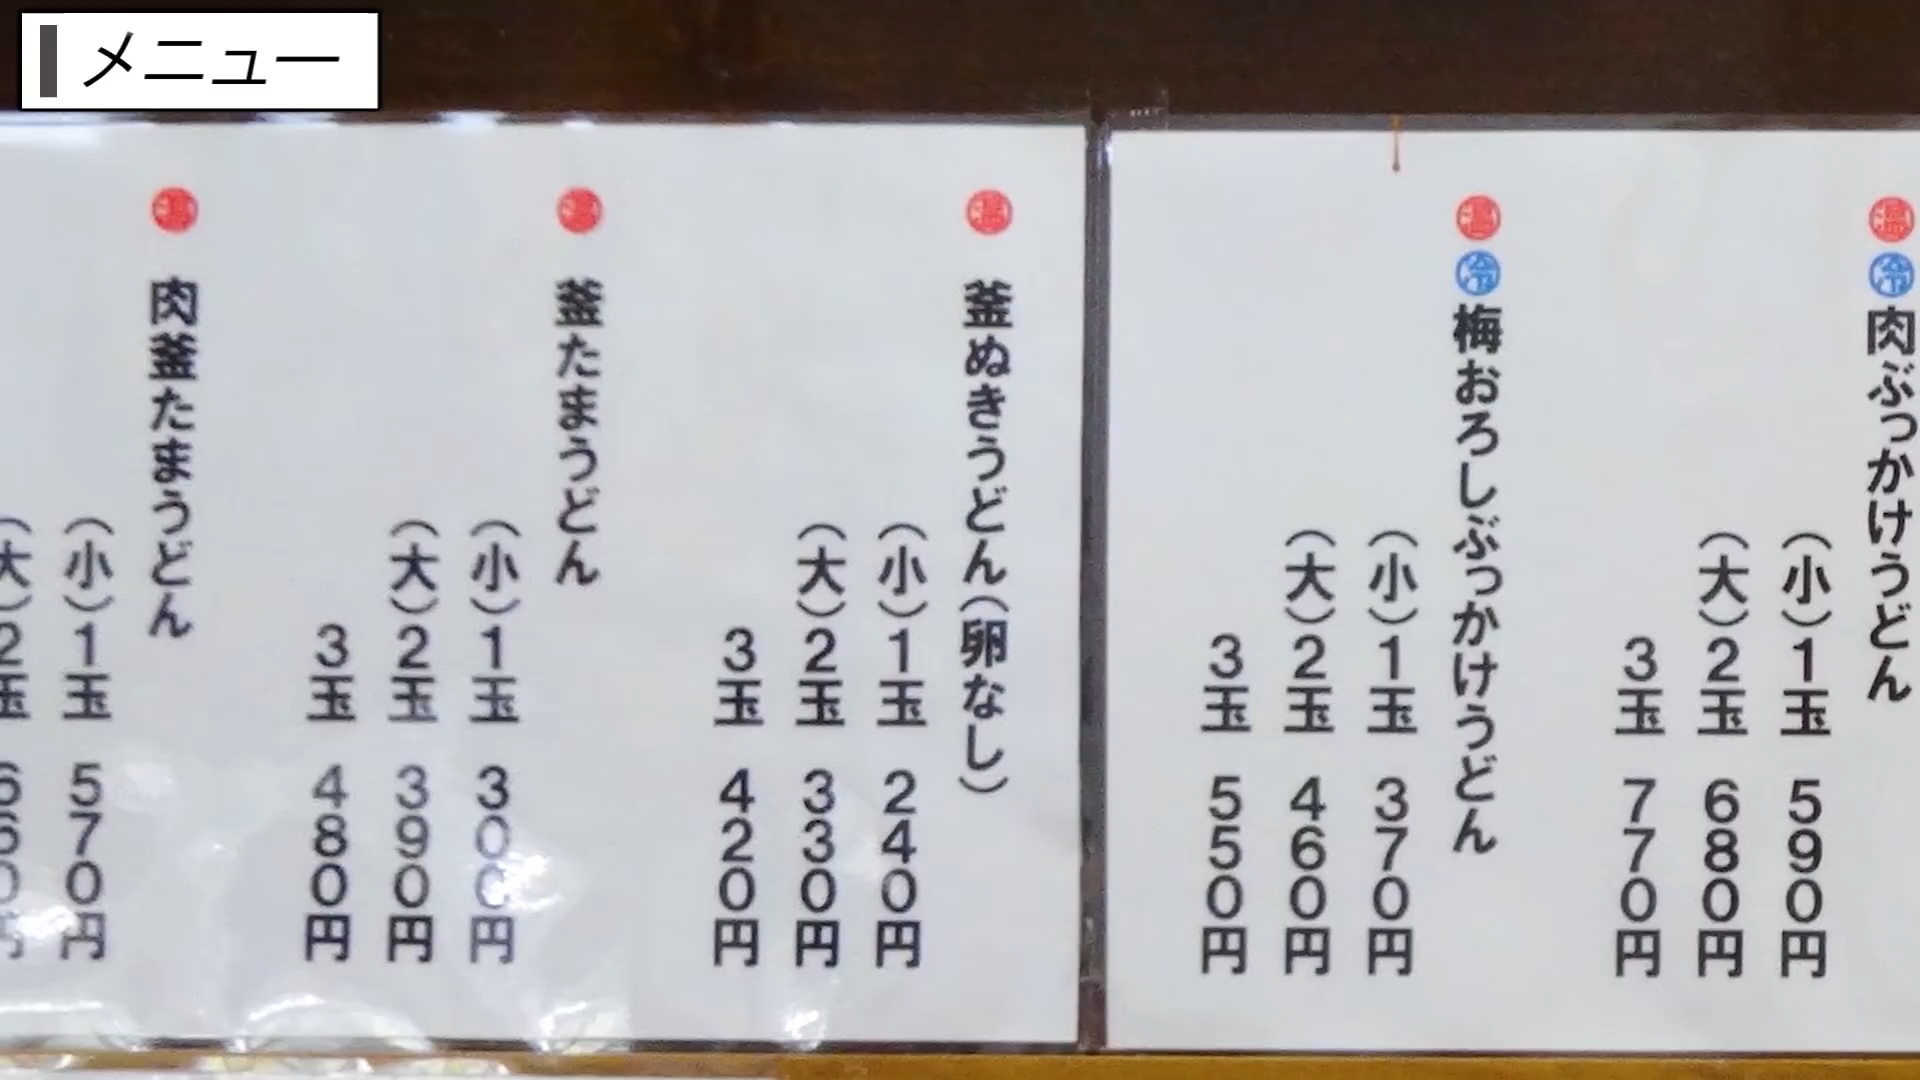 メニュー
温 冷 肉ぶっかけうどん
（小）1玉 590円
（大）2玉 680円
3玉 770円
温 冷 梅おろしぶっかけうどん
（小）1玉 370円
（大）2玉 460円
3玉 550円
温 釜ぬきうどん（卵なし）
（小）1玉 240円
（大）2玉 330円
3玉 420円
温 釜たまうどん
（小）1玉 300円
（大）2玉 390円
3玉 480円
温 肉釜たまうどん
（小）1玉 570円
（大）2玉 660円